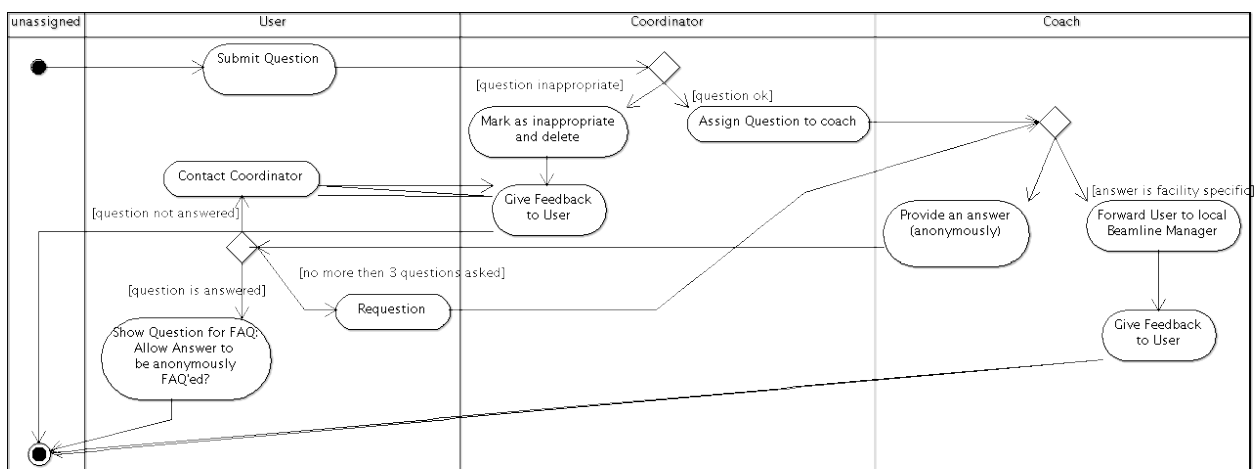 unassigned
User
Coordinator
Coach
Submit Question
[question inappropriate]
[question ok]
Mark as inappropriate
and delete
Assign Question to coach
Contact Coordinator
Give Feedback
to User
[question not answered]
[answer is facility specific]
Provide an answer
(anonymously)
Forward User to local
Beamline Manager
[no more then 3 questions asked]
[question is answered]
Requestion
Show Question for FAQ:
Allow Answer to
be anonymously
FAQ'ed?
Give Feedback
to User